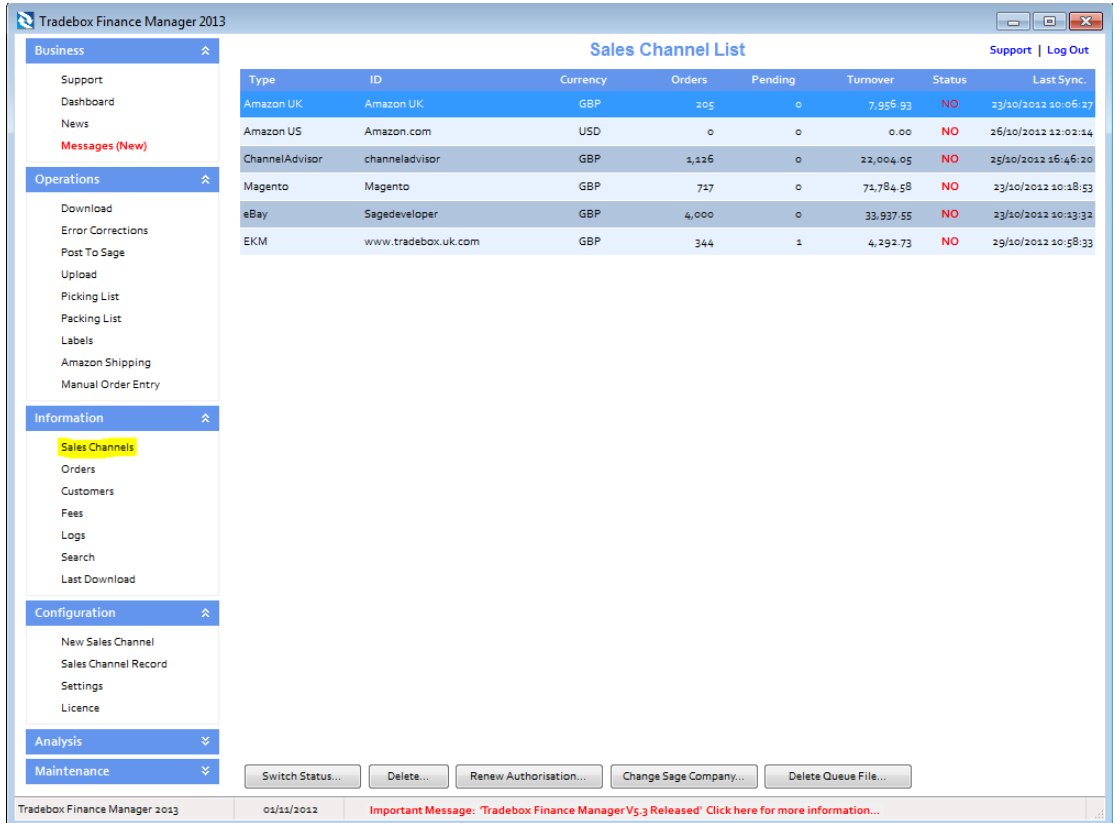 Tradebox Finance Manager 2013
Business
Support
Dashboard
News
Messages (New)
Operations
Download
Error Corrections
Post To Sage
Upload
Picking List
Packing List
Labels
Amazon Shipping
Manual Order Entry
Information
Sales Channels
Orders
Customers
Fees
Logs
Search
Last Download
Configuration
New Sales Channel
Sales Channel Record
Settings
Licence
Analysis
Maintenance
Sales Channel List
Support | Log Out
Type ID Currency Orders Pending Turnover Status Last Sync.
Amazon UK Amazon UK GBP 205 0 7,956.93 NO 23/10/2012 10:06:27
Amazon US Amazon.com USD 0 0 0.00 NO 26/10/2012 12:02:14
ChannelAdvisor channeladvisor GBP 1,126 0 22,004.05 NO 25/10/2012 16:46:20
Magento Magento GBP 717 0 71,784.58 NO 23/10/2012 10:18:53
eBay Sagedeveloper GBP 4,000 0 33,937.55 NO 23/10/2012 10:13:32
EKM www.tradebox.uk.com GBP 344 1 4,292.73 NO 29/10/2012 10:58:33
Switch Status... Delete... Renew Authorisation... Change Sage Company... Delete Queue File...
Tradebox Finance Manager 2013 01/11/2012 Important Message: 'Tradebox Finance Manager V5.3 Released' Click here for more information...